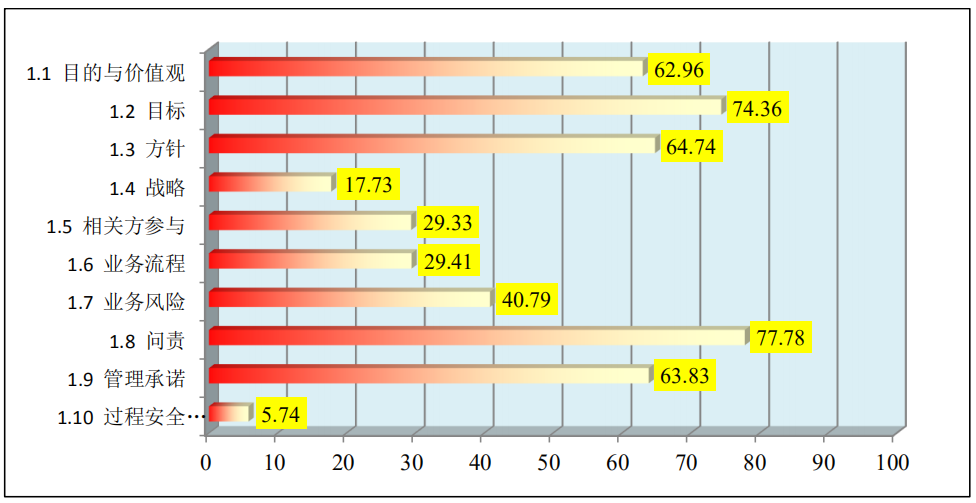 1.1 目的与价值观 62.96
1.2 目标 74.36
1.3 方针 64.74
1.4 战略 17.73
1.5 相关方参与 29.33
1.6 业务流程 29.41
1.7 业务风险 40.79
1.8 问责 77.78
1.9 管理承诺 63.83
1.10 过程安全… 5.74
0 10 20 30 40 50 60 70 80 90 100